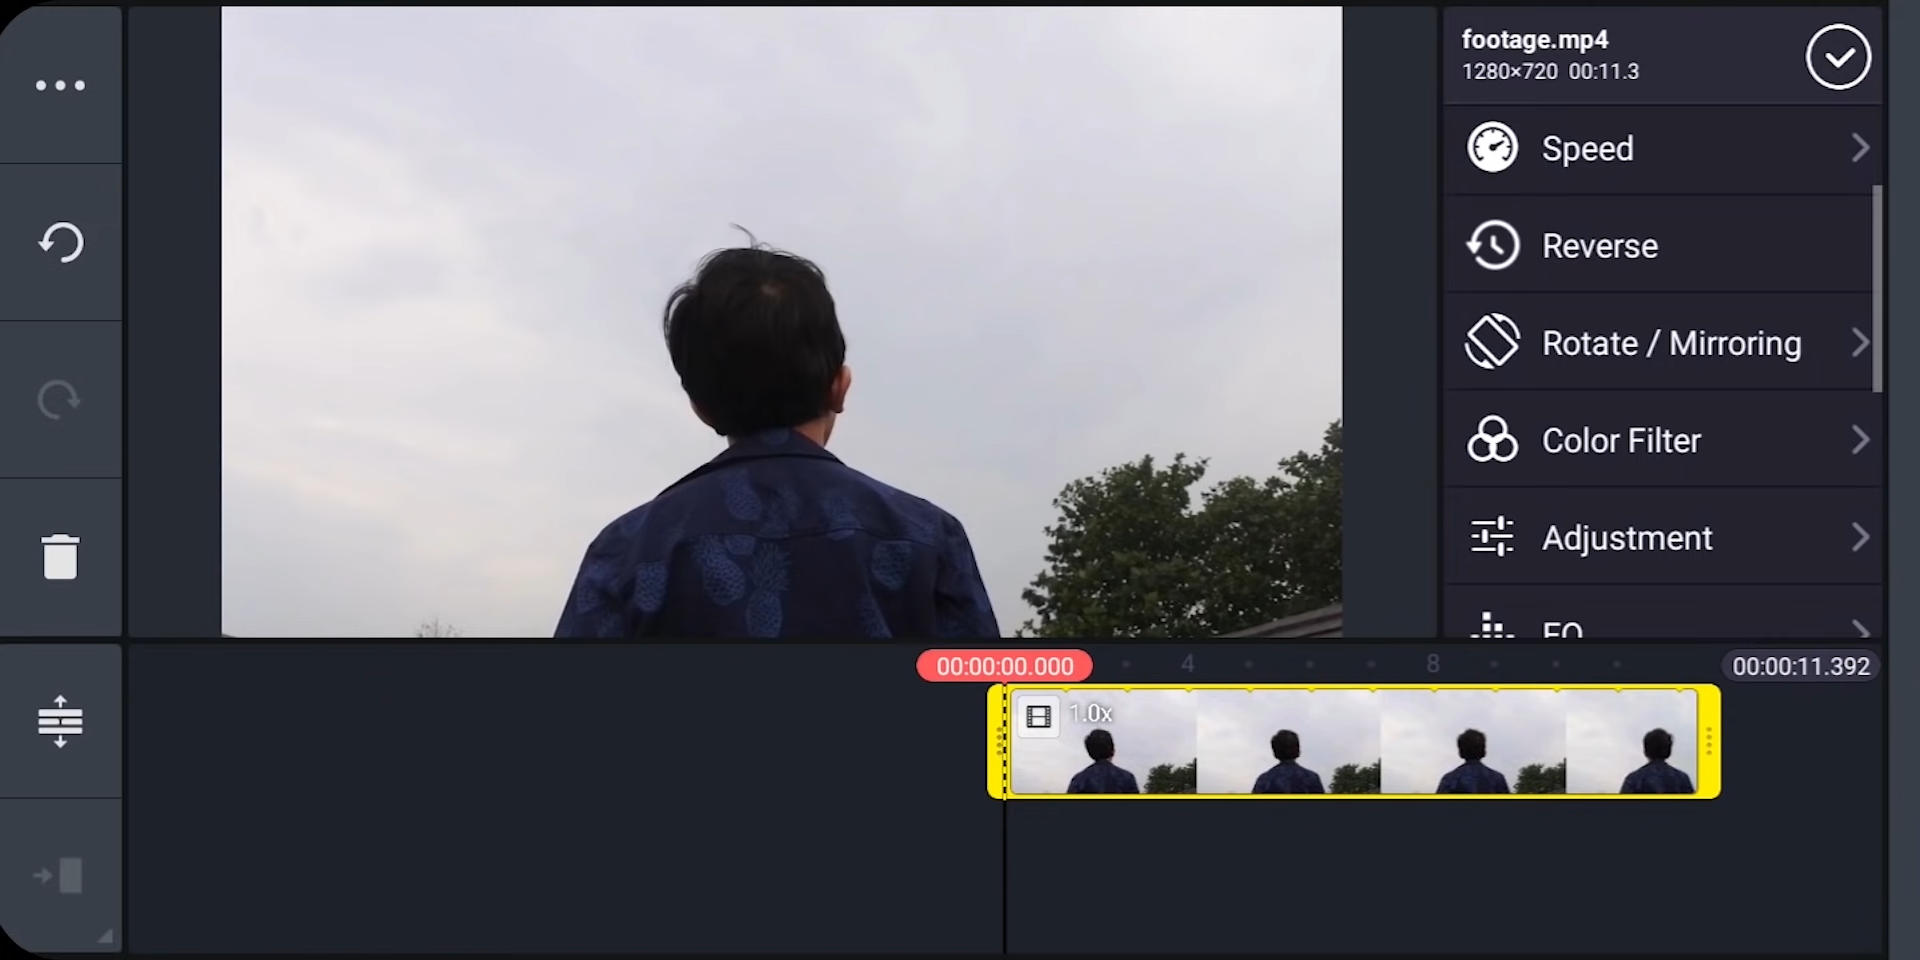 footage.mp4
1280×720 00:11.3
Speed
Reverse
Rotate / Mirroring
Color Filter
Adjustment
EQ
00:00:00.000
4
8
00:00:11.392
1.0x